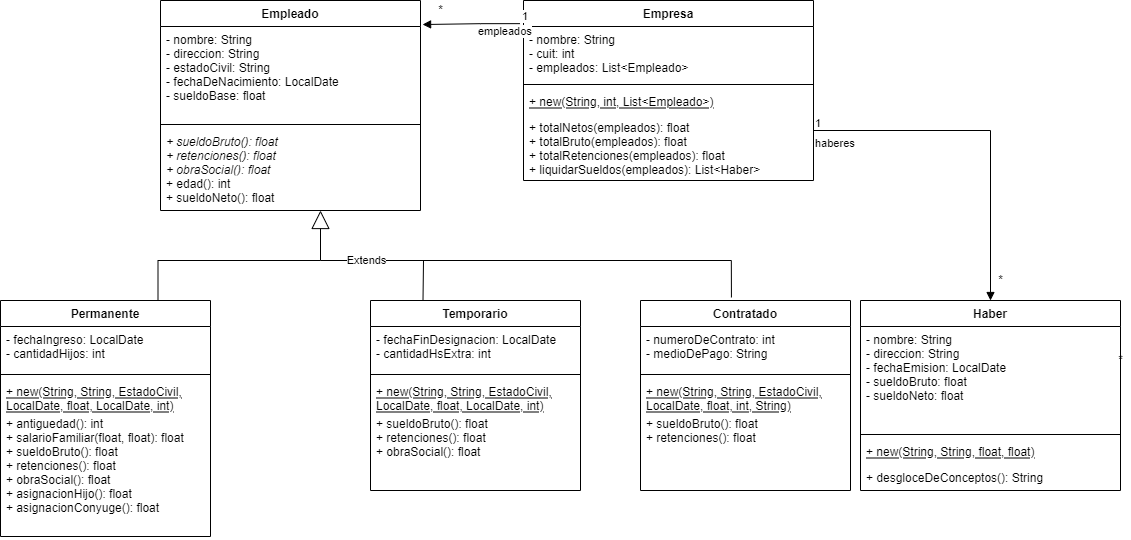 Empleado
- nombre: String
- direccion: String
- estadoCivil: String
- fechaDeNacimiento: LocalDate
- sueldoBase: float
+ sueldoBruto(): float
+ retenciones(): float
+ obraSocial(): float
+ edad(): int
+ sueldoNeto(): float
*
1
empleados
Empresa
- nombre: String
- cuit: int
- empleados: List<Empleado>
+ new(String, int, List<Empleado>)
+ totalNetos(empleados): float
+ totalBruto(empleados): float
+ totalRetenciones(empleados): float
+ liquidarSueldos(empleados): List<Haber>
1
haberes
*
Extends
Permanente
- fechaIngreso: LocalDate
- cantidadHijos: int
+ new(String, String, EstadoCivil,
LocalDate, float, LocalDate, int)
+ antiguedad(): int
+ salarioFamiliar(float, float): float
+ sueldoBruto(): float
+ retenciones(): float
+ obraSocial(): float
+ asignacionHijo(): float
+ asignacionConyuge(): float
Temporario
- fechaFinDesignacion: LocalDate
- cantidadHsExtra: int
+ new(String, String, EstadoCivil,
LocalDate, float, LocalDate, int)
+ sueldoBruto(): float
+ retenciones(): float
+ obraSocial(): float
Contratado
- numeroDeContrato: int
- medioDePago: String
+ new(String, String, EstadoCivil,
LocalDate, float, int, String)
+ sueldoBruto(): float
+ retenciones(): float
Haber
- nombre: String
- direccion: String
- fechaEmision: LocalDate
- sueldoBruto: float
- sueldoNeto: float
*
+ new(String, String, float, float)
+ desgloceDeConceptos(): String